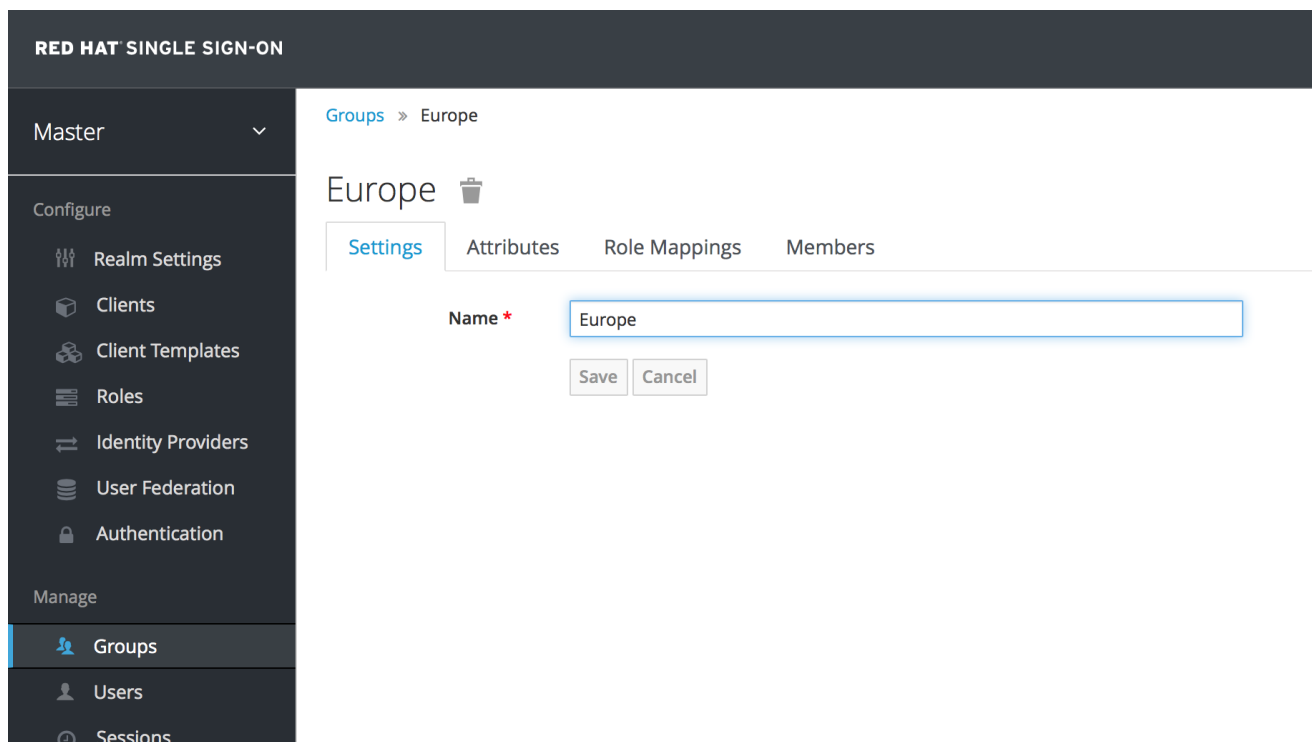 RED HAT SINGLE SIGN-ON
Master
Configure
Realm Settings
Clients
Client Templates
Roles
Identity Providers
User Federation
Authentication
Manage
Groups
Users
Sessions
Groups » Europe
Europe
Settings Attributes Role Mappings Members
Name * Europe
Save Cancel